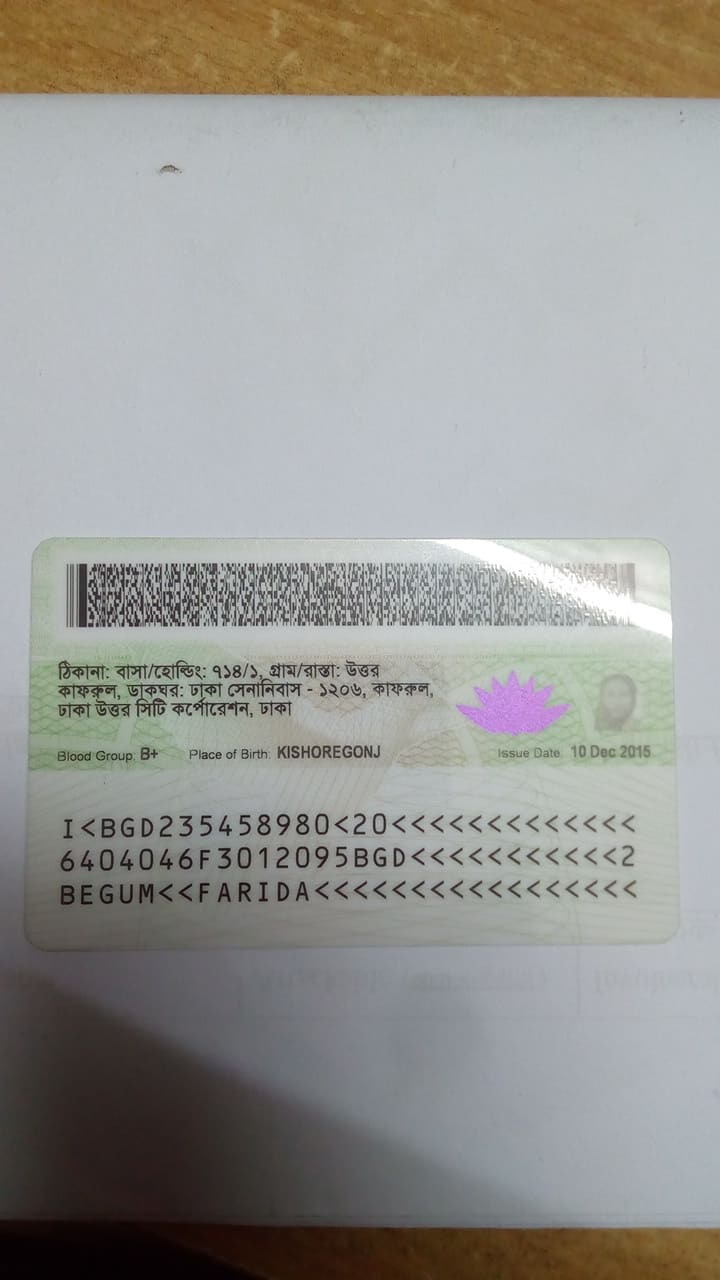 ঠিকানা: বাসা/হোল্ডিং: ৭১৪/১, গ্রাম/রাস্তা: উত্তর
কাফরুল, ডাকঘর: ঢাকা সেনানিবাস - ১২০৬, কাফরুল,
ঢাকা উত্তর সিটি কর্পোরেশন, ঢাকা
Blood Group: B+ Place of Birth: KISHOREGONJ Issue Date: 10 Dec 2015
I<BGD235458980<20<<<<<<<<<<<<<
6404046F3012095BGD<<<<<<<<<<<2
BEGUM<<FARIDA<<<<<<<<<<<<<<<<<